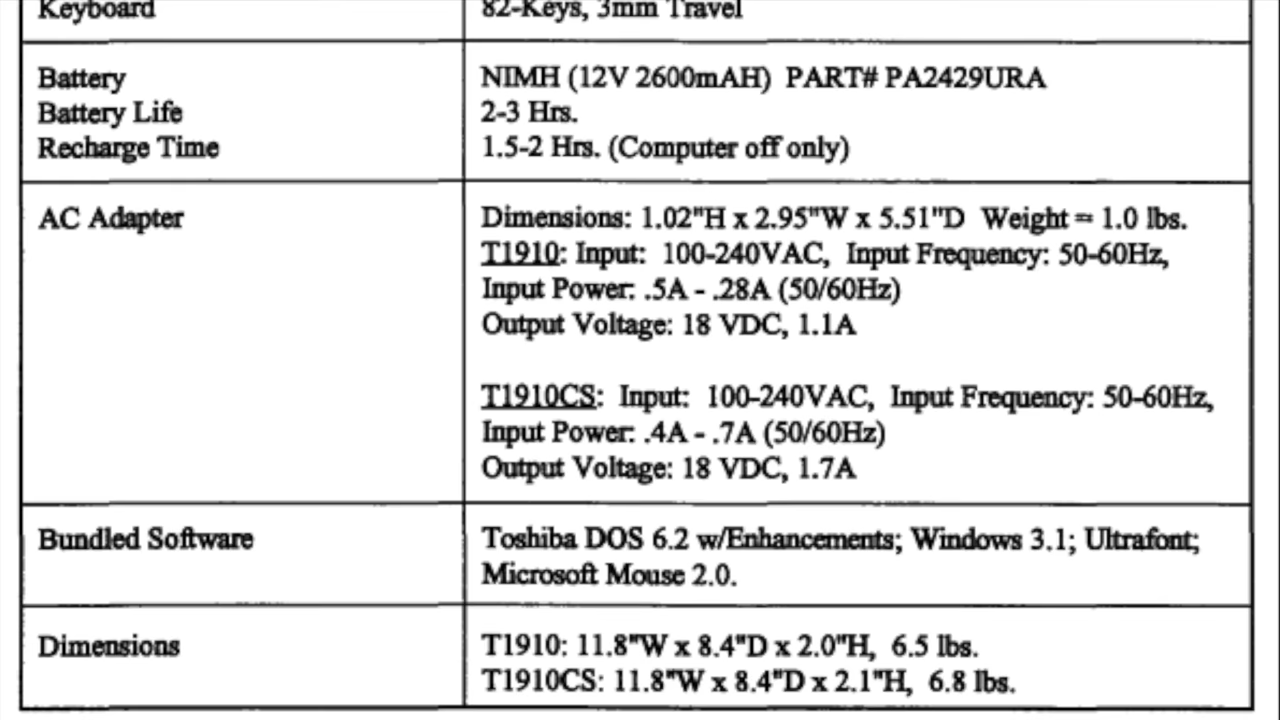 Keyboard 82-Keys, 3mm Travel
Battery NIMH (12V 2600mAH) PART# PA2429URA
Battery Life 2-3 Hrs.
Recharge Time 1.5-2 Hrs. (Computer off only)
AC Adapter Dimensions: 1.02"H x 2.95"W x 5.51"D Weight = 1.0 lbs.
T1910: Input: 100-240VAC, Input Frequency: 50-60Hz,
Input Power: .5A - .28A (50/60Hz)
Output Voltage: 18 VDC, 1.1A
T1910CS: Input: 100-240VAC, Input Frequency: 50-60Hz,
Input Power: .4A - .7A (50/60Hz)
Output Voltage: 18 VDC, 1.7A
Bundled Software Toshiba DOS 6.2 w/Enhancements; Windows 3.1; Ultrafont;
Microsoft Mouse 2.0.
Dimensions T1910: 11.8"W x 8.4"D x 2.0"H, 6.5 lbs.
T1910CS: 11.8"W x 8.4"D x 2.1"H, 6.8 lbs.